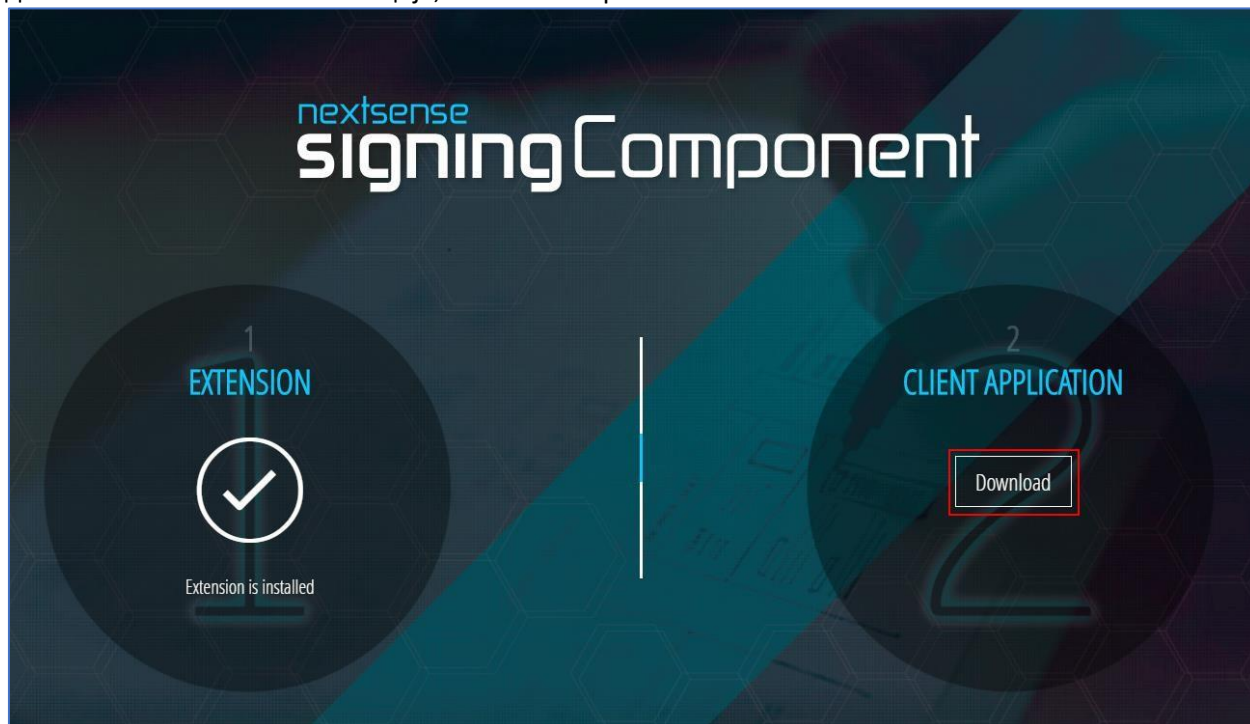 nextsense
signingComponent
1
EXTENSION
Extension is installed
2
CLIENT APPLICATION
Download